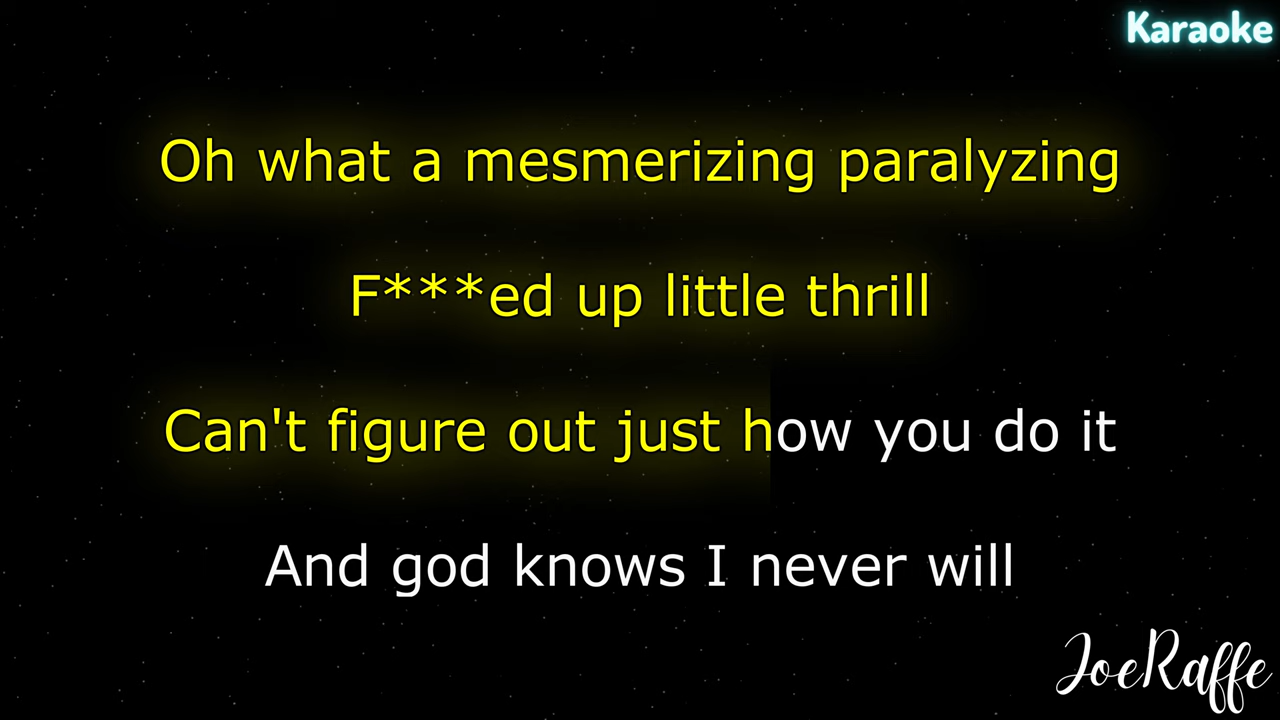 Karaoke
Oh what a mesmerizing paralyzing
F***ed up little thrill
Can't figure out just how you do it
And god knows I never will
JoeRaffe